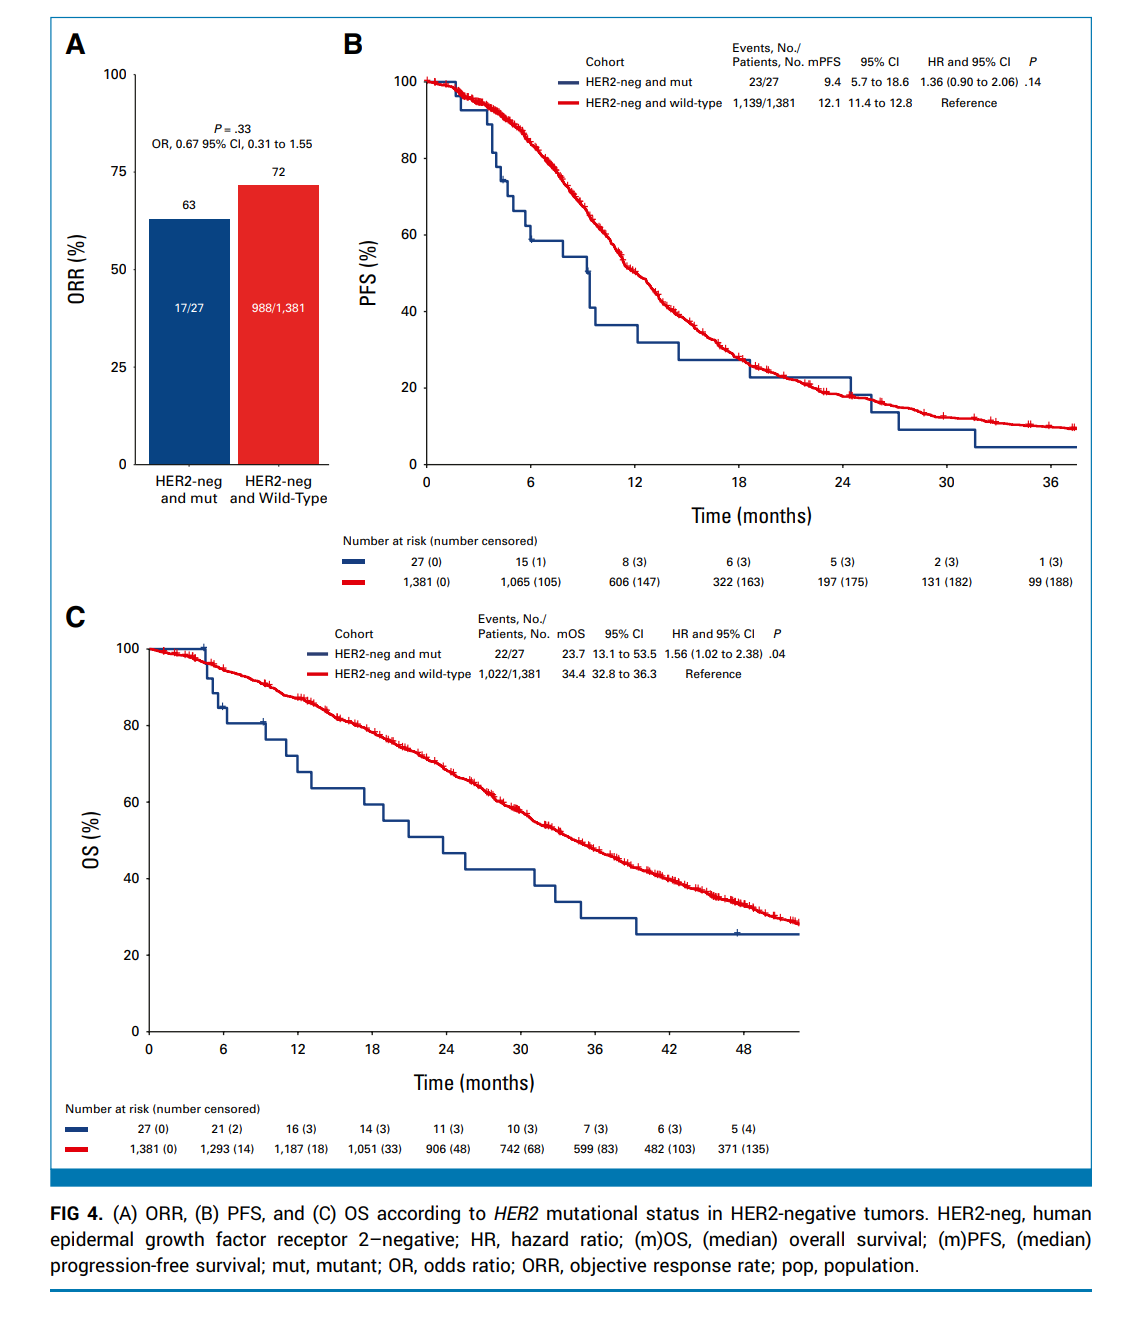 A
100
75
50
25
0
ORR (%)
P = .33
OR, 0.67 95% CI, 0.31 to 1.55
63
72
17/27
988/1,381
HER2-neg and mut
HER2-neg and Wild-Type
B
Events, No./
Cohort Patients, No. mPFS 95% CI HR and 95% CI P
HER2-neg and mut 23/27 9.4 5.7 to 18.6 1.36 (0.90 to 2.06) .14
HER2-neg and wild-type 1,139/1,381 12.1 11.4 to 12.8 Reference
100
80
60
40
20
0
PFS (%)
0 6 12 18 24 30 36
Time (months)
Number at risk (number censored)
27 (0) 15 (1) 8 (3) 6 (3) 5 (3) 2 (3) 1 (3)
1,381 (0) 1,065 (105) 606 (147) 322 (163) 197 (175) 131 (182) 99 (188)
C
Events, No./
Cohort Patients, No. mOS 95% CI HR and 95% CI P
HER2-neg and mut 22/27 23.7 13.1 to 53.5 1.56 (1.02 to 2.38) .04
HER2-neg and wild-type 1,022/1,381 34.4 32.8 to 36.3 Reference
100
80
60
40
20
0
OS (%)
0 6 12 18 24 30 36 42 48
Time (months)
Number at risk (number censored)
27 (0) 21 (2) 16 (3) 14 (3) 11 (3) 10 (3) 7 (3) 6 (3) 5 (4)
1,381 (0) 1,293 (14) 1,187 (18) 1,051 (33) 906 (48) 742 (68) 599 (83) 482 (103) 371 (135)
FIG 4. (A) ORR, (B) PFS, and (C) OS according to HER2 mutational status in HER2-negative tumors. HER2-neg, human
epidermal growth factor receptor 2–negative; HR, hazard ratio; (m)OS, (median) overall survival; (m)PFS, (median)
progression-free survival; mut, mutant; OR, odds ratio; ORR, objective response rate; pop, population.